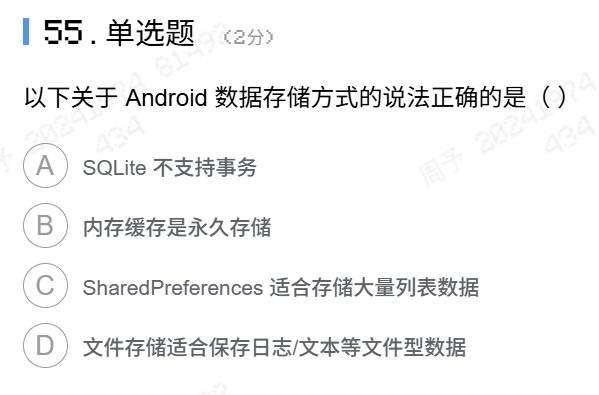 55.单选题 (2分)
以下关于 Android 数据存储方式的说法正确的是（ ）
A SQLite 不支持事务
B 内存缓存是永久存储
C SharedPreferences 适合存储大量列表数据
D 文件存储适合保存日志/文本等文件型数据